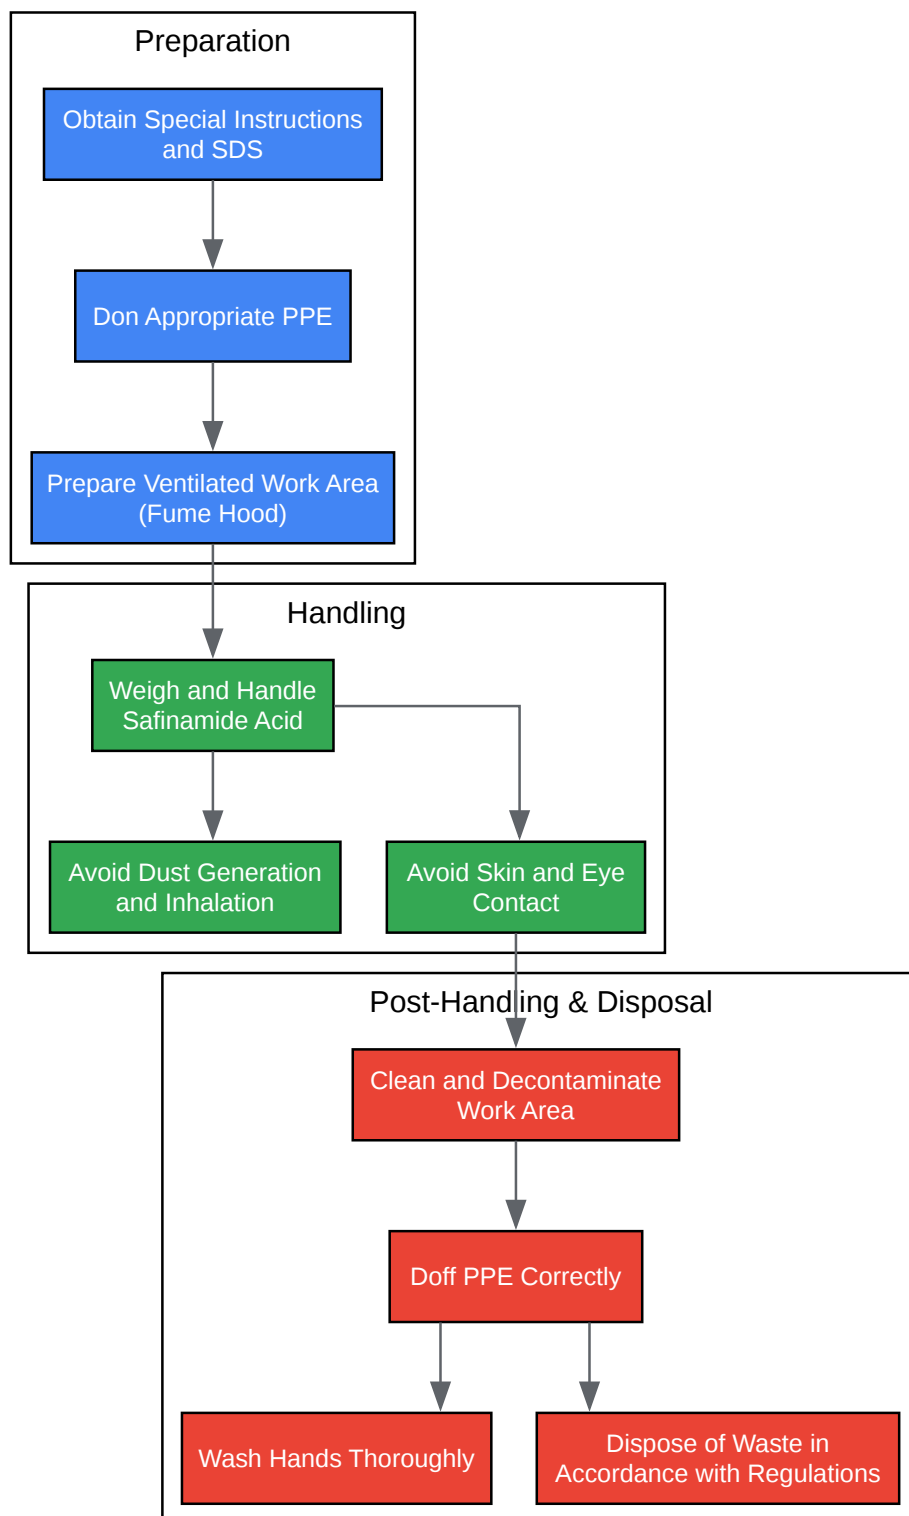 Preparation
Obtain Special Instructions
and SDS
Don Appropriate PPE
Prepare Ventilated Work Area
(Fume Hood)
Handling
Weigh and Handle
Safinamide Acid
Avoid Dust Generation
and Inhalation
Avoid Skin and Eye
Contact
Post-Handling & Disposal
Clean and Decontaminate
Work Area
Doff PPE Correctly
Wash Hands Thoroughly
Dispose of Waste in
Accordance with Regulations